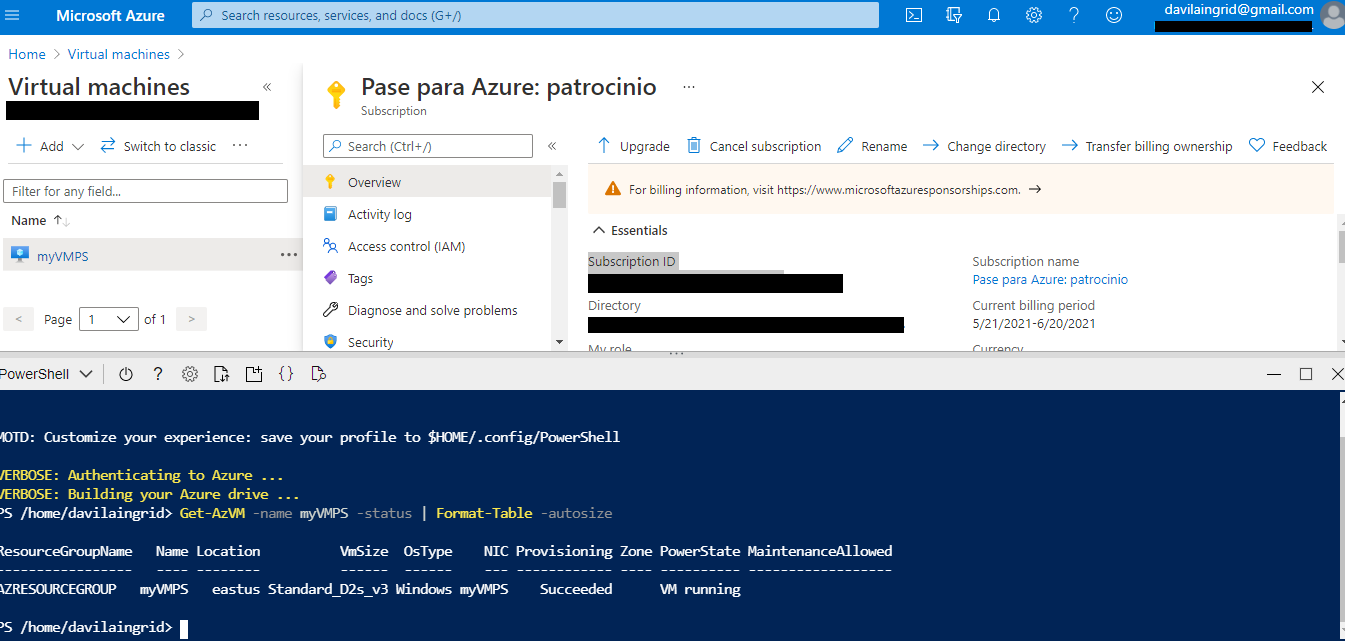 Microsoft Azure
Search resources, services, and docs (G+/)
davilaingrid@gmail.com
Home > Virtual machines >
Virtual machines
«
Add
Switch to classic
...
Filter for any field...
Name ↑↓
myVMPS
...
<
Page
1
of 1
>
Pase para Azure: patrocinio
...
Subscription
Search (Ctrl+/)
«
Overview
Activity log
Access control (IAM)
Tags
Diagnose and solve problems
Security
Upgrade
Cancel subscription
Rename
Change directory
Transfer billing ownership
Feedback
For billing information, visit https://www.microsoftazuresponsorships.com. →
Essentials
Subscription ID
Directory
My role
Subscription name
Pase para Azure: patrocinio
Current billing period
5/21/2021-6/20/2021
Currency
PowerShell
?
{}
MOTD: Customize your experience: save your profile to $HOME/.config/PowerShell
VERBOSE: Authenticating to Azure ...
VERBOSE: Building your Azure drive ...
PS /home/davilaingrid> Get-AzVM -name myVMPS -status | Format-Table -autosize
ResourceGroupName Name Location VmSize OsType NIC Provisioning Zone PowerState MaintenanceAllowed
----------------- ---- -------- ------ ------ --- ------------ ---- ---------- ------------------
AZRESOURCEGROUP myVMPS eastus Standard_D2s_v3 Windows myVMPS Succeeded VM running
PS /home/davilaingrid>